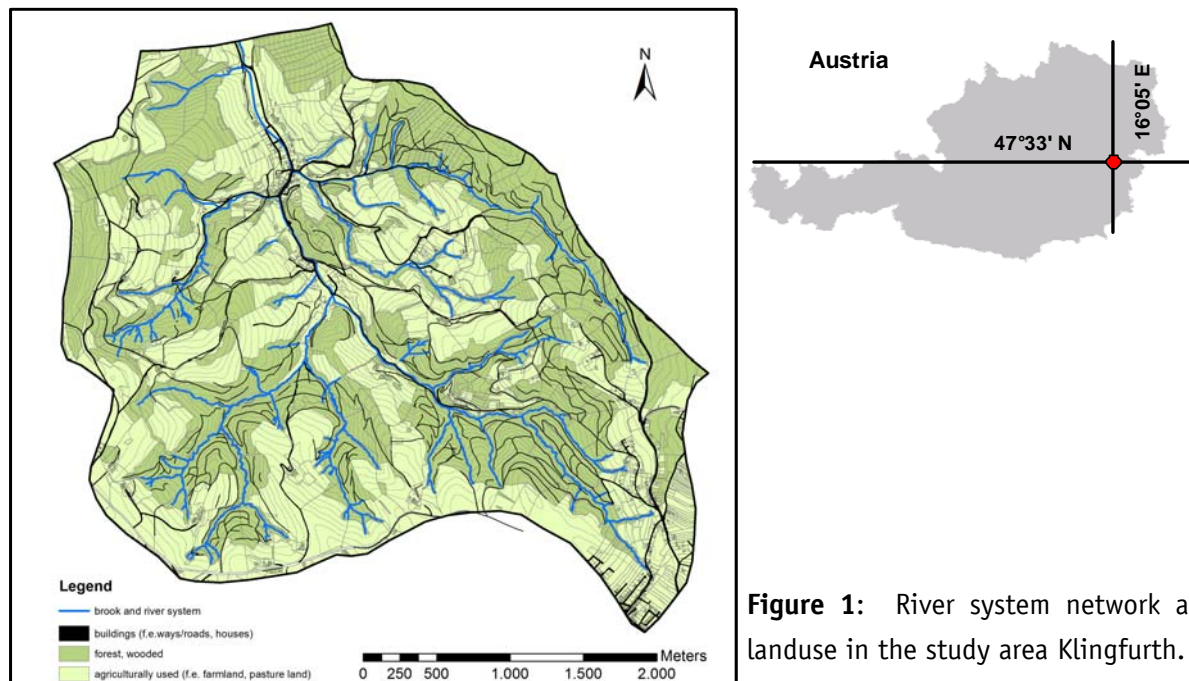 N
Legend
brook and river system
buildings (f.e.ways/roads, houses)
forest, wooded
agriculturally used (f.e. farmland, pasture land)
Meters
0 250 500 1.000 1.500 2.000
Austria
16°05' E
47°33' N
Figure 1: River system network a
landuse in the study area Klingfurth.